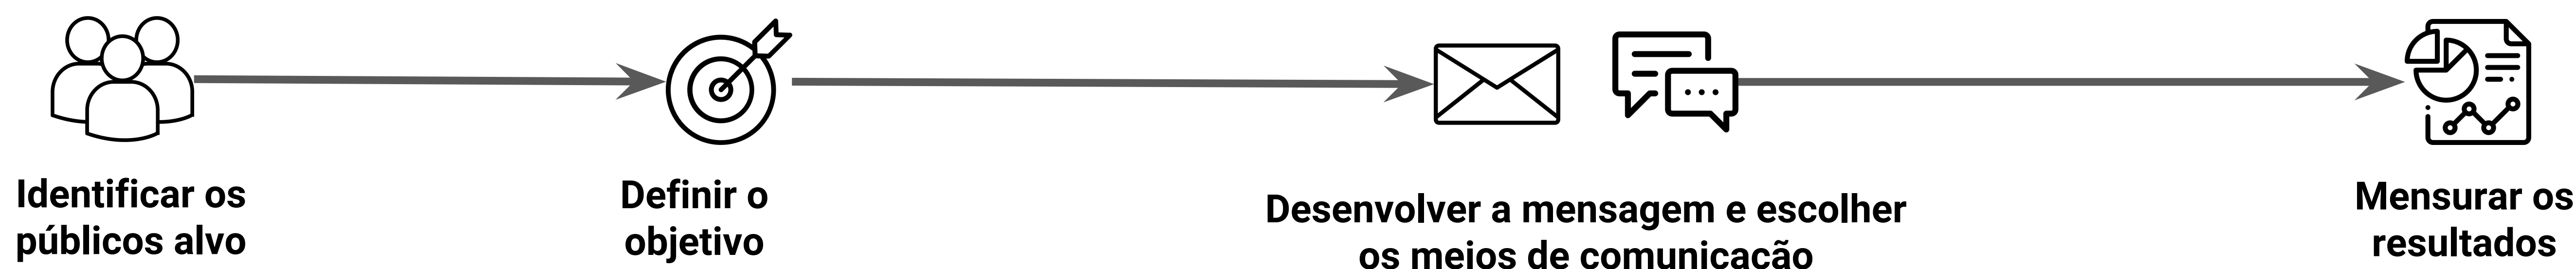 Identificar os
públicos alvo
Definir o
objetivo
Desenvolver a mensagem e escolher
os meios de comunicação
Mensurar os
resultados